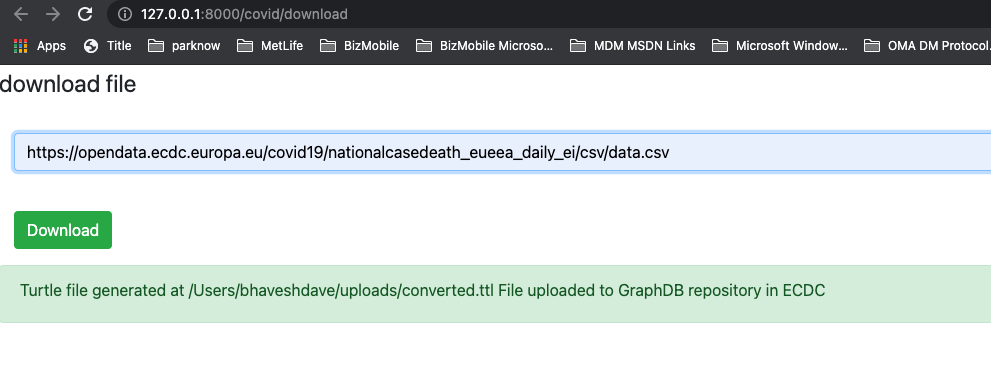 127.0.0.1:8000/covid/download
Apps Title parknow MetLife BizMobile BizMobile Microso... MDM MSDN Links Microsoft Window... OMA DM Protocol.
download file
https://opendata.ecdc.europa.eu/covid19/nationalcasedeath_eueea_daily_ei/csv/data.csv
Download
Turtle file generated at /Users/bhaveshdave/uploads/converted.ttl File uploaded to GraphDB repository in ECDC